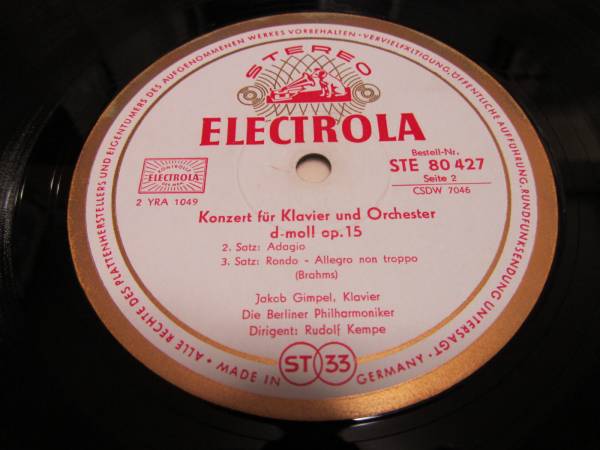 ALLE RECHTE DES PLATTENHERSTELLERS UND EIGENTÜMERS DES AUFGENOMMENEN WERKES VORBEHALTEN · VERVIELFÄLTIGUNG, ÖFFENTLICHE AUFFÜHRUNG, RUNDFUNKSENDUNG UNTERSAGT ·
STEREO
ELECTROLA
Bestell-Nr.
STE 80 427
Seite 2
CSDW 7046
ELECTROLA
2 YRA 1049
Konzert für Klavier und Orchester
d-moll op.15
2. Satz: Adagio
3. Satz: Rondo - Allegro non troppo
(Brahms)
Jakob Gimpel, Klavier
Die Berliner Philharmoniker
Dirigent: Rudolf Kempe
MADE IN GERMANY
ST 33